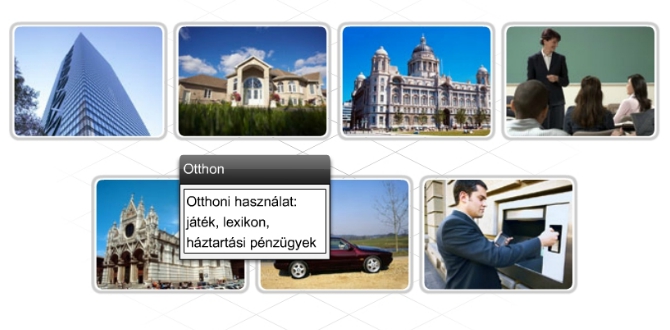 Otthon
Otthoni használat:
játék, lexikon,
háztartási pénzügyek